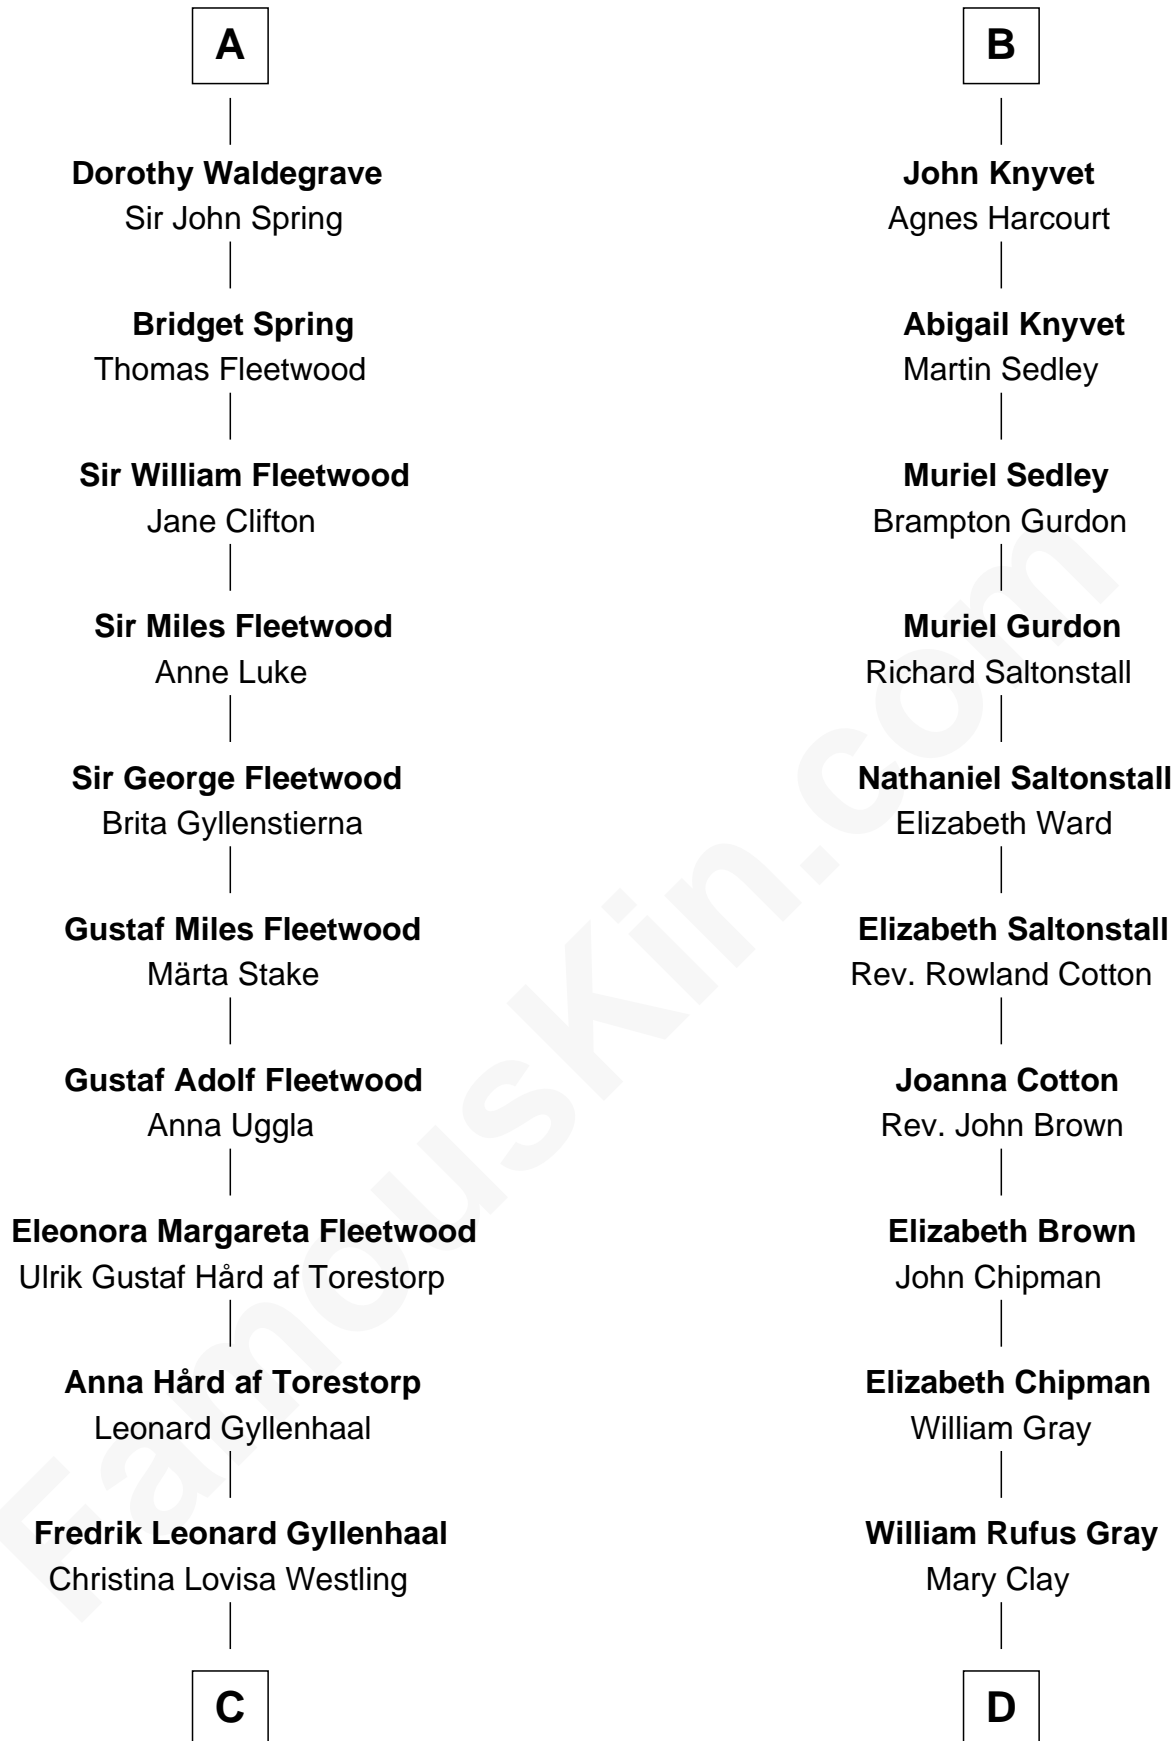 A
Dorothy Waldegrave
Sir John Spring
Bridget Spring
Thomas Fleetwood
Sir William Fleetwood
Jane Clifton
Sir Miles Fleetwood
Anne Luke
Sir George Fleetwood
Brita Gyllenstierna
Gustaf Miles Fleetwood
Märta Stake
Gustaf Adolf Fleetwood
Anna Uggla
Eleonora Margareta Fleetwood
Ulrik Gustaf Hård af Torestorp
Anna Hård af Torestorp
Leonard Gyllenhaal
Fredrik Leonard Gyllenhaal
Christina Lovisa Westling
C
B
John Knyvet
Agnes Harcourt
Abigail Knyvet
Martin Sedley
Muriel Sedley
Brampton Gurdon
Muriel Gurdon
Richard Saltonstall
Nathaniel Saltonstall
Elizabeth Ward
Elizabeth Saltonstall
Rev. Rowland Cotton
Joanna Cotton
Rev. John Brown
Elizabeth Brown
John Chipman
Elizabeth Chipman
William Gray
William Rufus Gray
Mary Clay
D
FamousKin.com